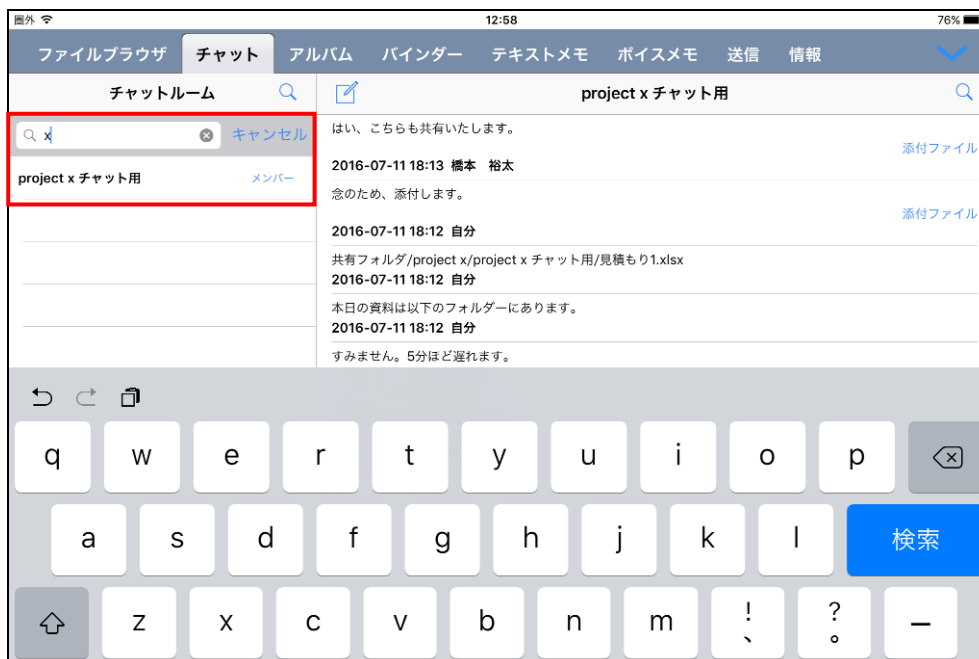 圏外 12:58 76%
ファイルブラウザ チャット アルバム バインダー テキストメモ ボイスメモ 送信 情報
チャットルーム
x キャンセル
project x チャット用 メンバー
project x チャット用
はい、こちらも共有いたします。
添付ファイル
2016-07-11 18:13 橋本　裕太
念のため、添付します。
添付ファイル
2016-07-11 18:12 自分
共有フォルダ/project x/project x チャット用/見積もり1.xlsx
2016-07-11 18:12 自分
本日の資料は以下のフォルダーにあります。
2016-07-11 18:12 自分
すみません。5分ほど遅れます。
q w e r t y u i o p
a s d f g h j k l 検索
z x c v b n m ! 、 ? 。 _